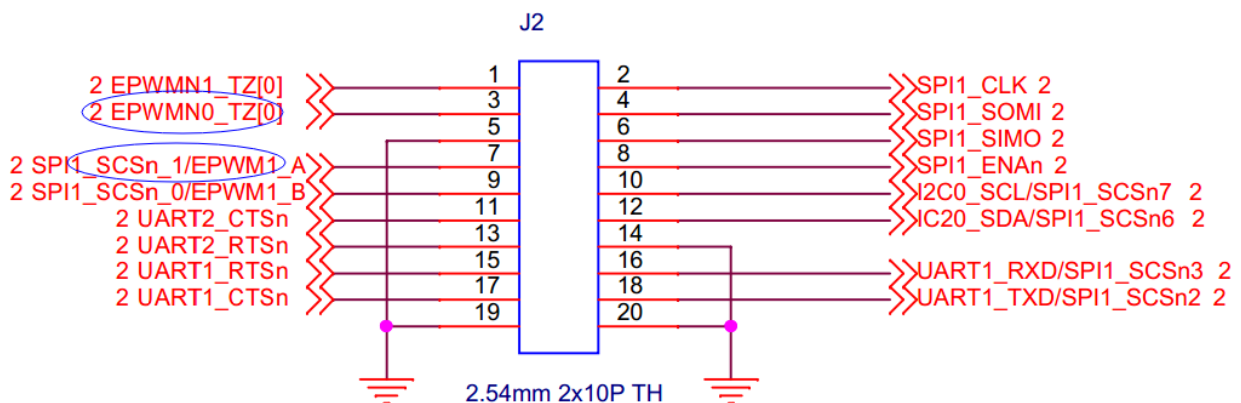 J2
2 EPWMN1_TZ[0] 1 2 SPI1_CLK 2
2 EPWMN0_TZ[0] 3 4 SPI1_SOMI 2
5 6 SPI1_SIMO 2
2 SPI1_SCSn_1/EPWM1_A 7 8 SPI1_ENAn 2
2 SPI1_SCSn_0/EPWM1_B 9 10 I2C0_SCL/SPI1_SCSn7 2
2 UART2_CTSn 11 12 IC20_SDA/SPI1_SCSn6 2
2 UART2_RTSn 13 14
2 UART1_RTSn 15 16 UART1_RXD/SPI1_SCSn3 2
2 UART1_CTSn 17 18 UART1_TXD/SPI1_SCSn2 2
19 20
2.54mm 2x10P TH